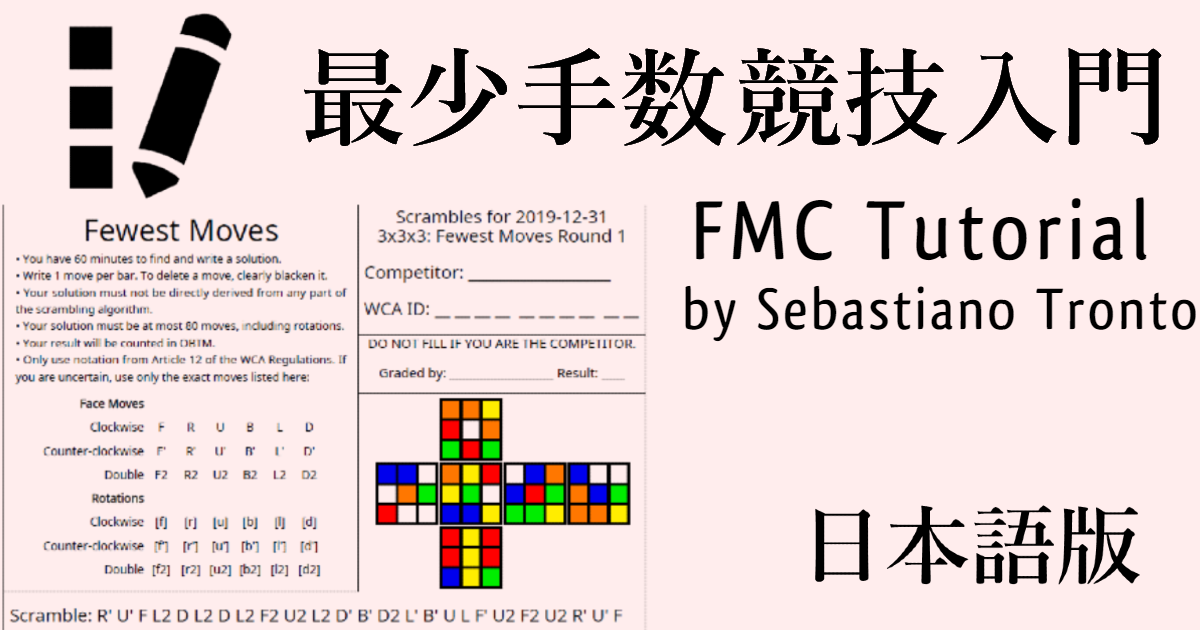 最少手数競技入門
FMC Tutorial
by Sebastiano Tronto
日本語版
Fewest Moves
• You have 60 minutes to find and write a solution.
• Write 1 move per bar. To delete a move, clearly blacken it.
• Your solution must not be directly derived from any part of
the scrambling algorithm.
• Your solution must be at most 80 moves, including rotations.
• Your result will be counted in OBTM.
• Only use notation from Article 12 of the WCA Regulations. If
you are uncertain, use only the exact moves listed here:
Face Moves
Clockwise F R U B L D
Counter-clockwise F' R' U' B' L' D'
Double F2 R2 U2 B2 L2 D2
Rotations
Clockwise [f] [r] [u] [b] [l] [d]
Counter-clockwise [f'] [r'] [u'] [b'] [l'] [d']
Double [f2] [r2] [u2] [b2] [l2] [d2]
Scrambles for 2019-12-31
3x3x3: Fewest Moves Round 1
Competitor: ____________
WCA ID: _ _ _ _ _ _ _ _ _ _
DO NOT FILL IF YOU ARE THE COMPETITOR.
Graded by: ____________ Result: ____
Scramble: R' U' F L2 D L2 D L2 F2 U2 L2 D' B' D2 L' B' U L F' U2 F2 U2 R' U' F